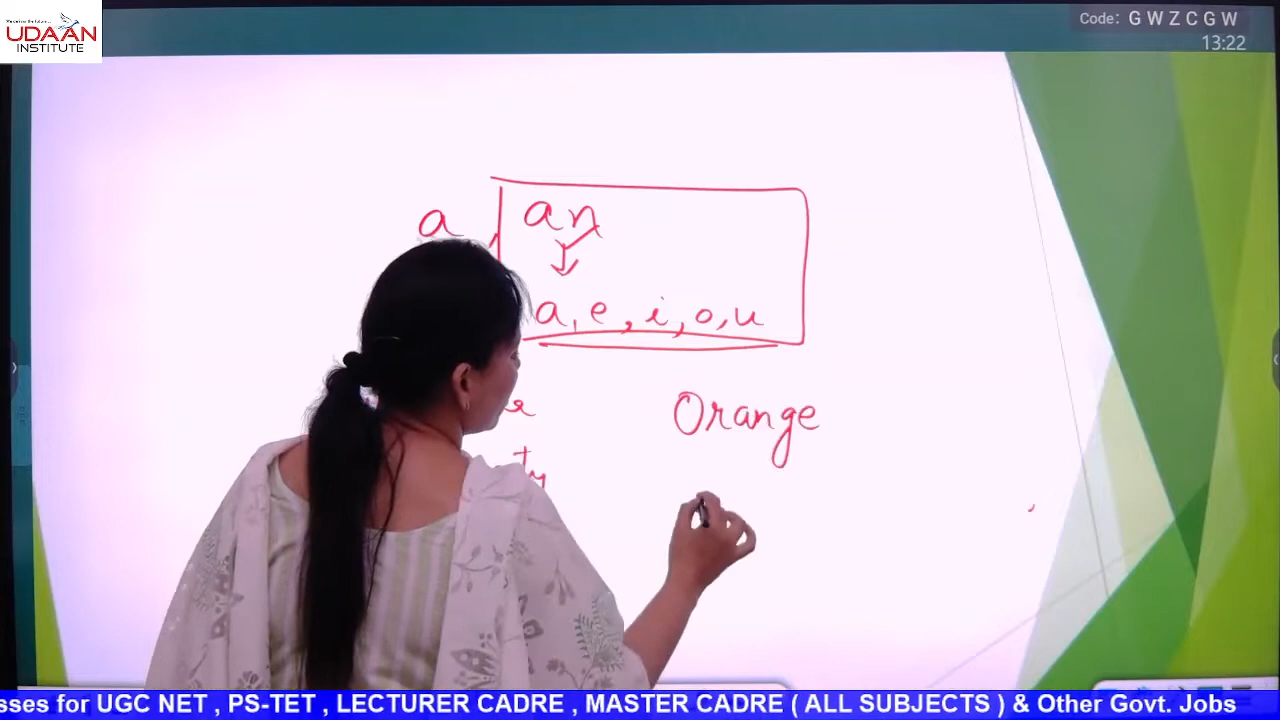 UDAAN
INSTITUTE
Code: G W Z C G W
13:22
a
an
a, e, i, o, u
Orange
sses for UGC NET , PS-TET , LECTURER CADRE , MASTER CADRE ( ALL SUBJECTS ) & Other Govt. Jobs